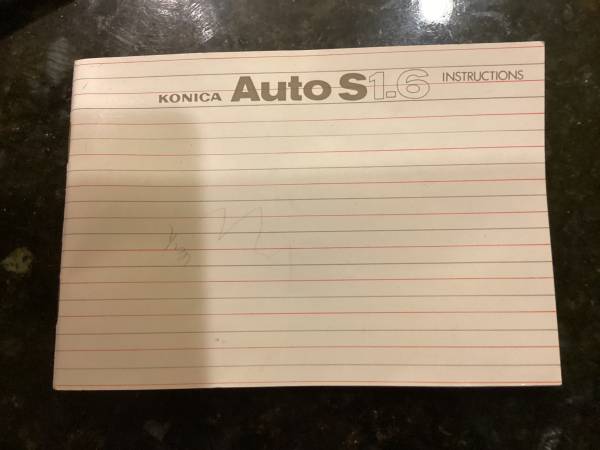 KONICA Auto S1.6 INSTRUCTIONS